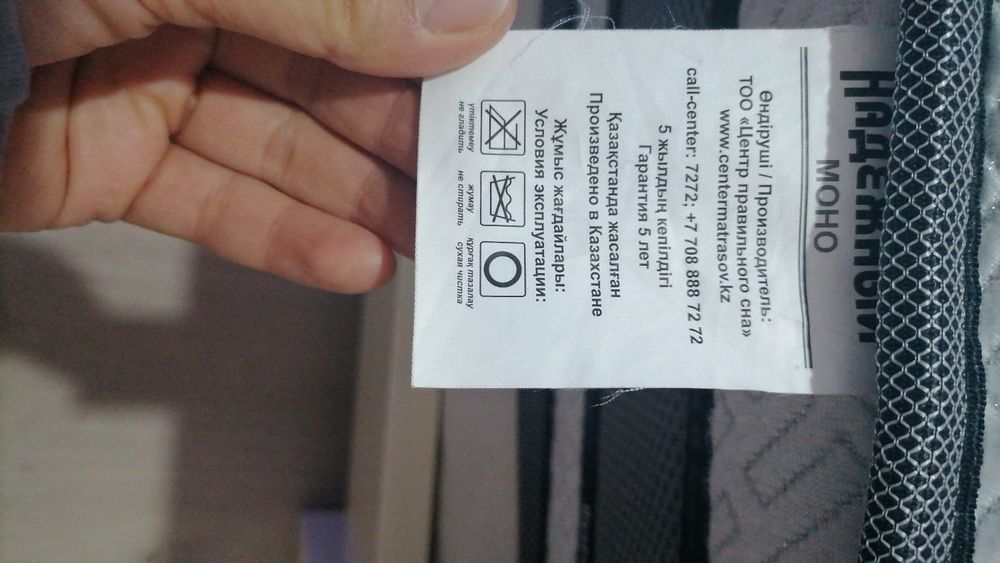 НАДЕЖНЫЙ
МОНО
Өндіруші / Производитель:
ТОО «Центр правильного сна»
www.centermatrasov.kz
call-center: 7272; +7 708 888 72 72
5 жылдың кепілдігі
Гарантия 5 лет
Қазақстанда жасалған
Произведено в Казахстане
Жұмыс жағдайлары:
Условия эксплуатации:
үтіктемеу
не гладить
жумау
не стирать
құрғақ тазалау
сухая чистка